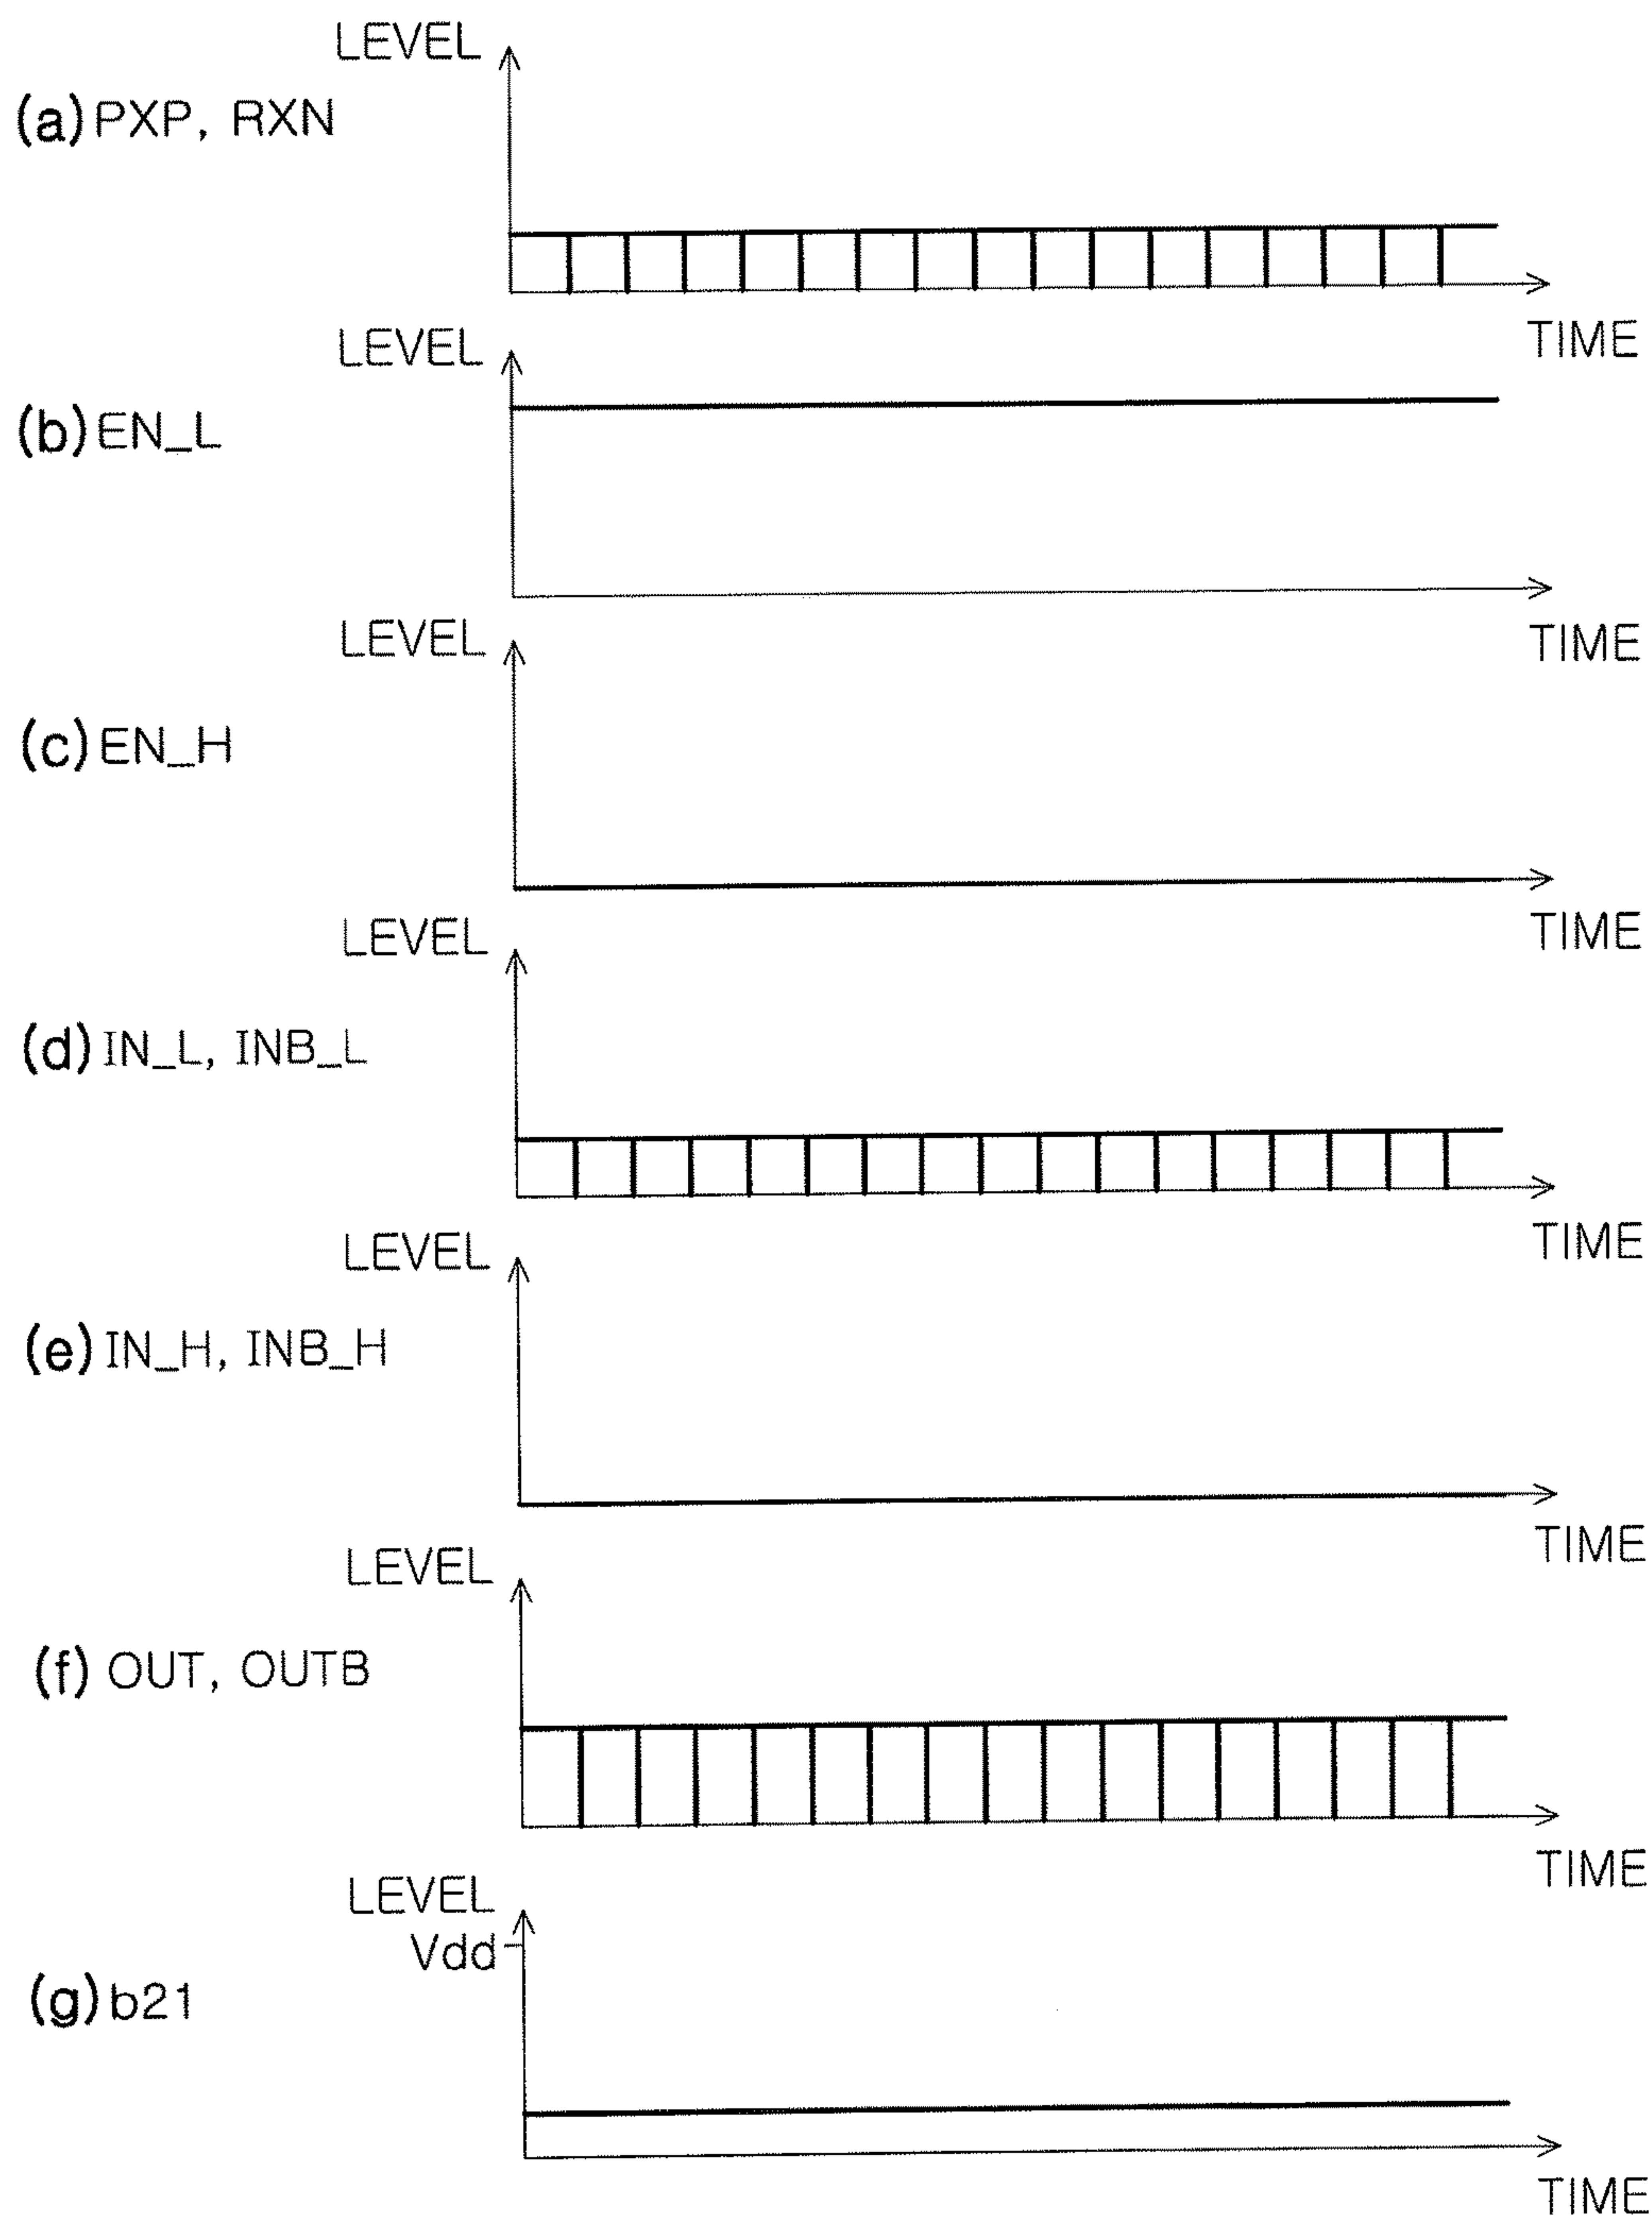 LEVEL
(a) PXP, RXN
TIME
LEVEL
(b) EN_L
TIME
LEVEL
(c) EN_H
TIME
LEVEL
(d) IN_L, INB_L
TIME
LEVEL
(e) IN_H, INB_H
TIME
LEVEL
(f) OUT, OUTB
TIME
LEVEL
Vdd
(g) b21
TIME